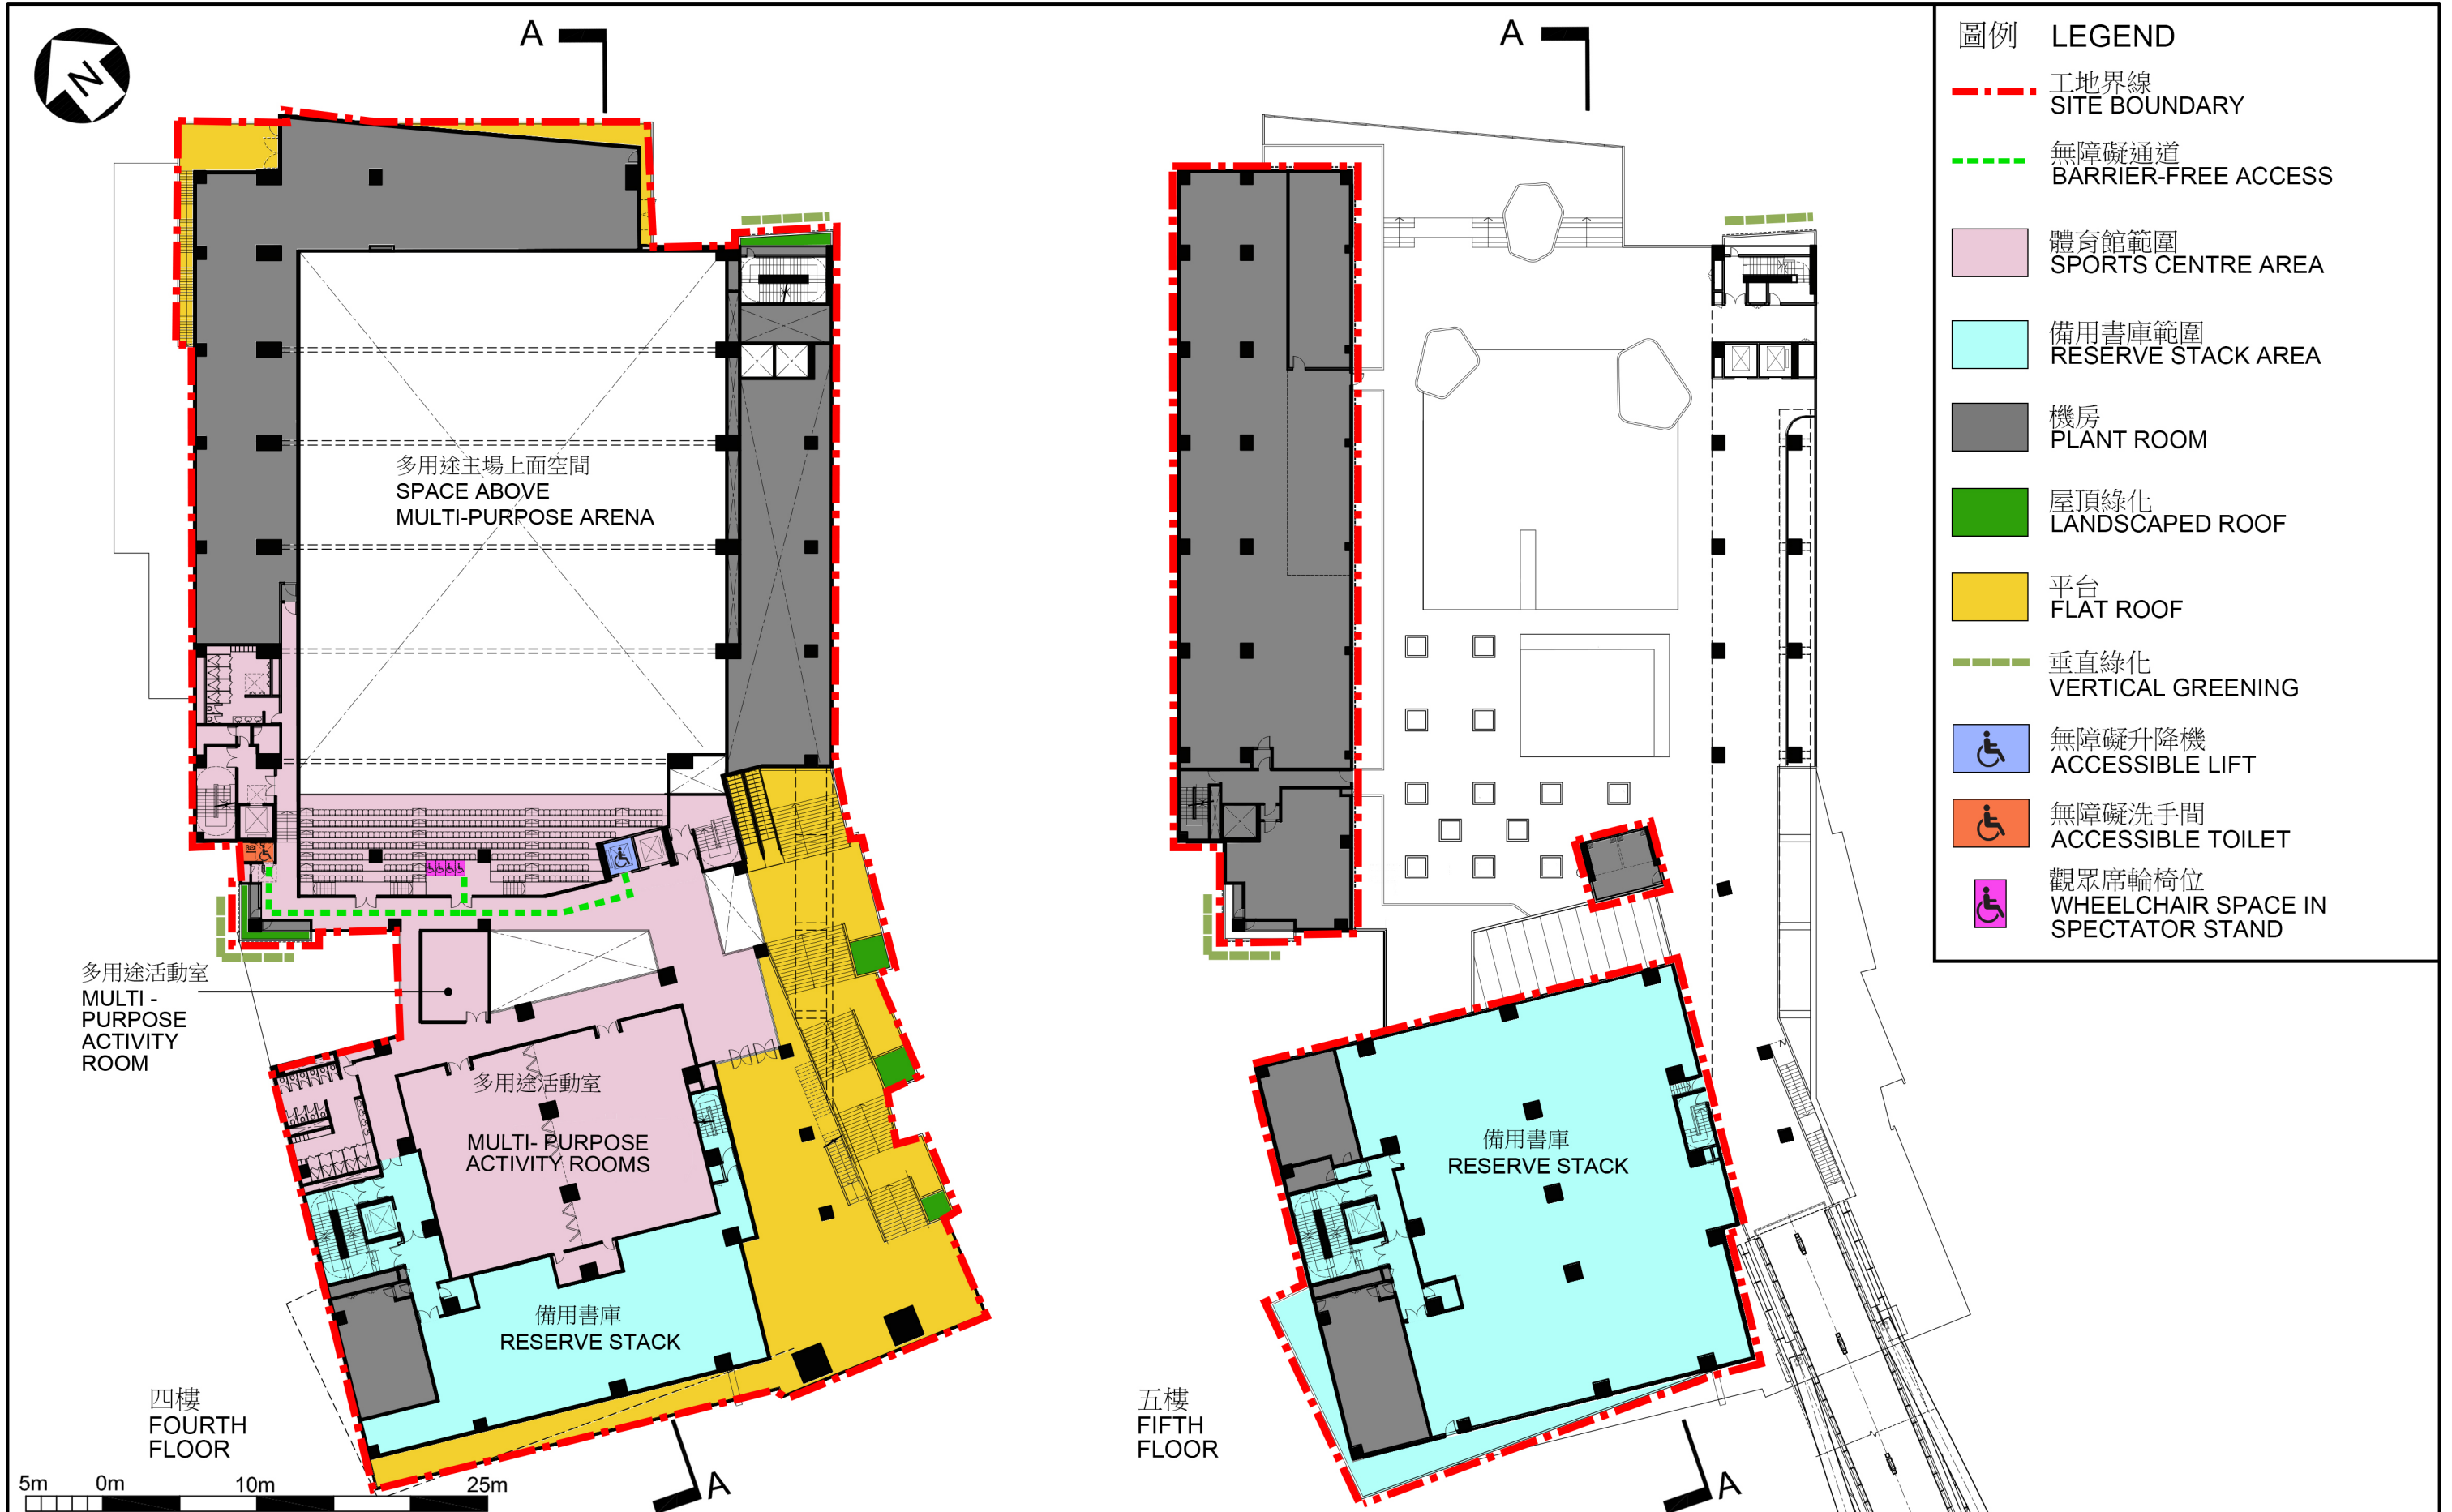 A
N
多用途主場上面空間
SPACE ABOVE
MULTI-PURPOSE ARENA
多用途活動室
MULTI -
PURPOSE
ACTIVITY
ROOM
多用途活動室
MULTI- PURPOSE
ACTIVITY ROOMS
備用書庫
RESERVE STACK
四樓
FOURTH
FLOOR
A
5m 0m 10m 25m
A
備用書庫
RESERVE STACK
五樓
FIFTH
FLOOR
A
圖例 LEGEND
工地界線
SITE BOUNDARY
無障礙通道
BARRIER-FREE ACCESS
體育館範圍
SPORTS CENTRE AREA
備用書庫範圍
RESERVE STACK AREA
機房
PLANT ROOM
屋頂綠化
LANDSCAPED ROOF
平台
FLAT ROOF
垂直綠化
VERTICAL GREENING
無障礙升降機
ACCESSIBLE LIFT
無障礙洗手間
ACCESSIBLE TOILET
觀眾席輪椅位
WHEELCHAIR SPACE IN
SPECTATOR STAND